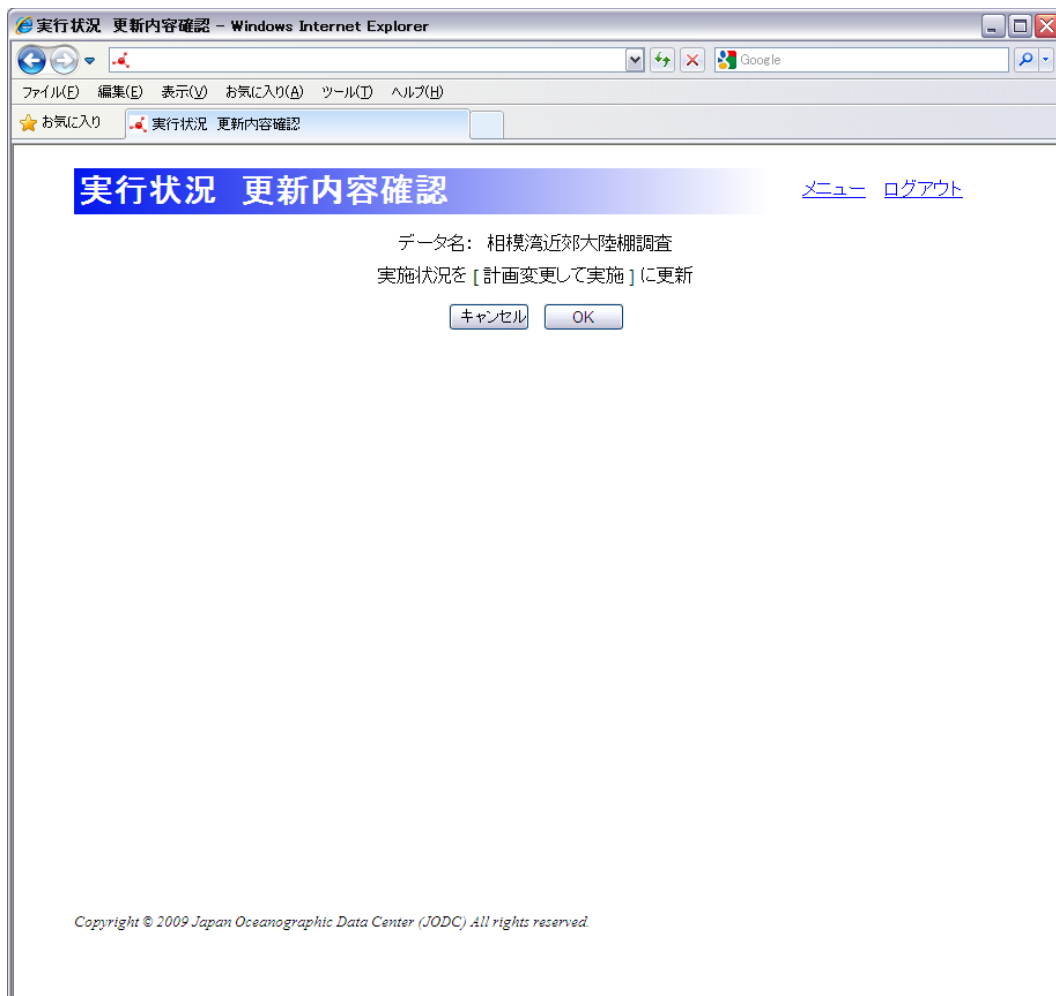 実行状況 更新内容確認 - Windows Internet Explorer
Google
ファイル(F) 編集(E) 表示(V) お気に入り(A) ツール(T) ヘルプ(H)
お気に入り 実行状況 更新内容確認
実行状況 更新内容確認 メニュー ログアウト
データ名： 相模湾近郊大陸棚調査
実施状況を [ 計画変更して実施 ] に更新
キャンセル OK
Copyright © 2009 Japan Oceanographic Data Center (JODC) All rights reserved.